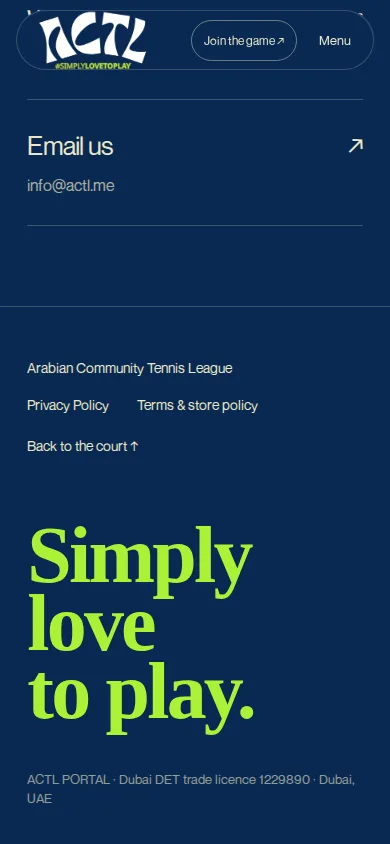 ACTL
#SIMPLYLOVETOPLAY
Join the game ↗
Menu
Email us ↗
info@actl.me
Arabian Community Tennis League
Privacy Policy
Terms & store policy
Back to the court ↑
Simply
love
to play.
ACTL PORTAL · Dubai DET trade licence 1229890 · Dubai,
UAE